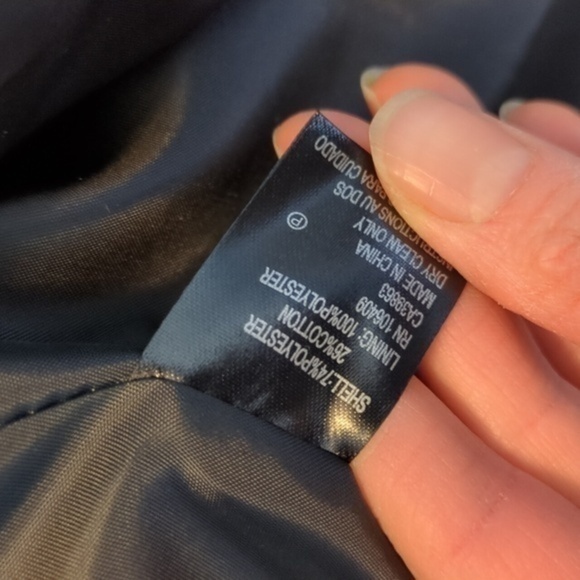 SHELL:74%POLYESTER
26%COTTON
LINING: 100%POLYESTER
RN 106409
CA39863
MADE IN CHINA
DRY CLEAN ONLY
P
INSTRUCTIONS AU DOS
PARA CUIDADO